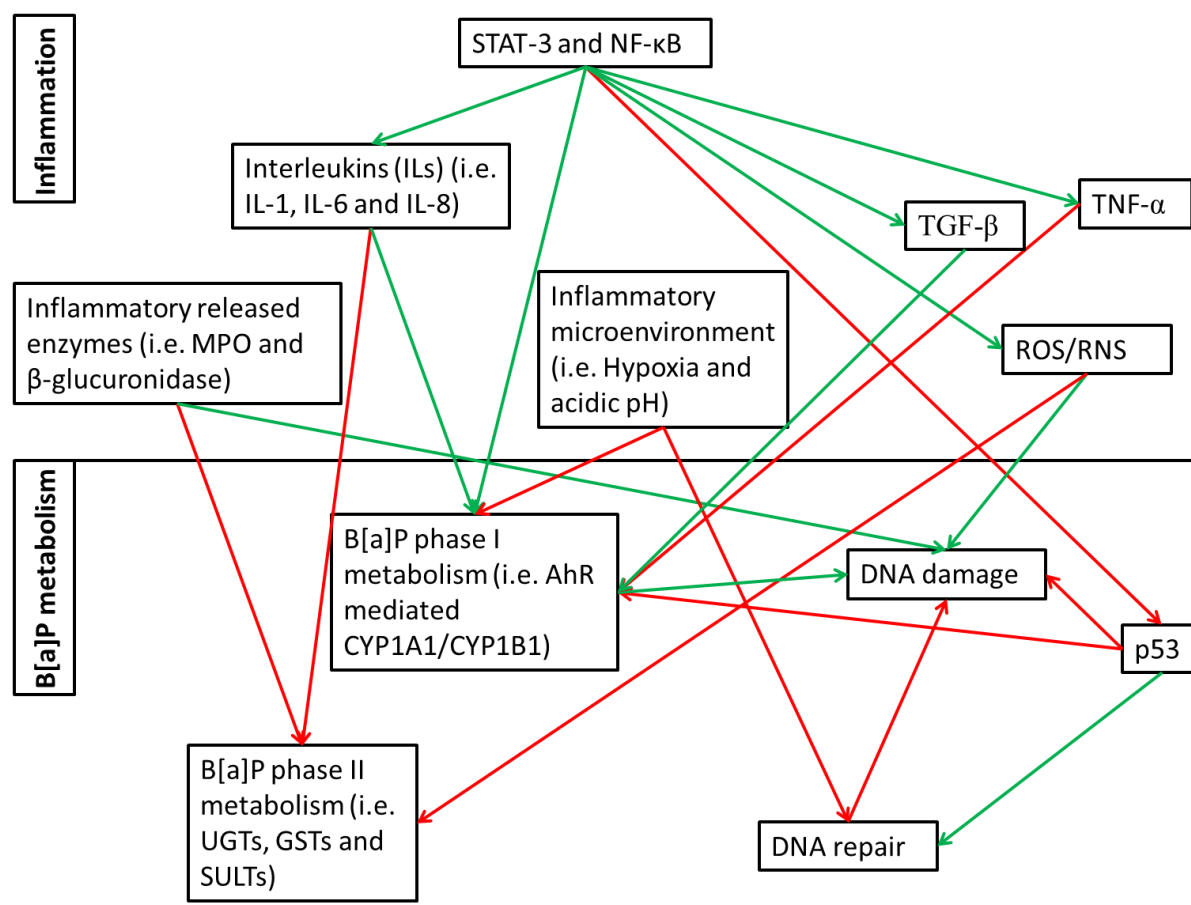 Inflammation
STAT-3 and NF-κB
Interleukins (ILs) (i.e.
IL-1, IL-6 and IL-8)
TGF-β
TNF-α
Inflammatory released
enzymes (i.e. MPO and
β-glucuronidase)
Inflammatory
microenvironment
(i.e. Hypoxia and
acidic pH)
ROS/RNS
B[a]P metabolism
B[a]P phase I
metabolism (i.e. AhR
mediated
CYP1A1/CYP1B1)
DNA damage
p53
B[a]P phase II
metabolism (i.e.
UGTs, GSTs and
SULTs)
DNA repair